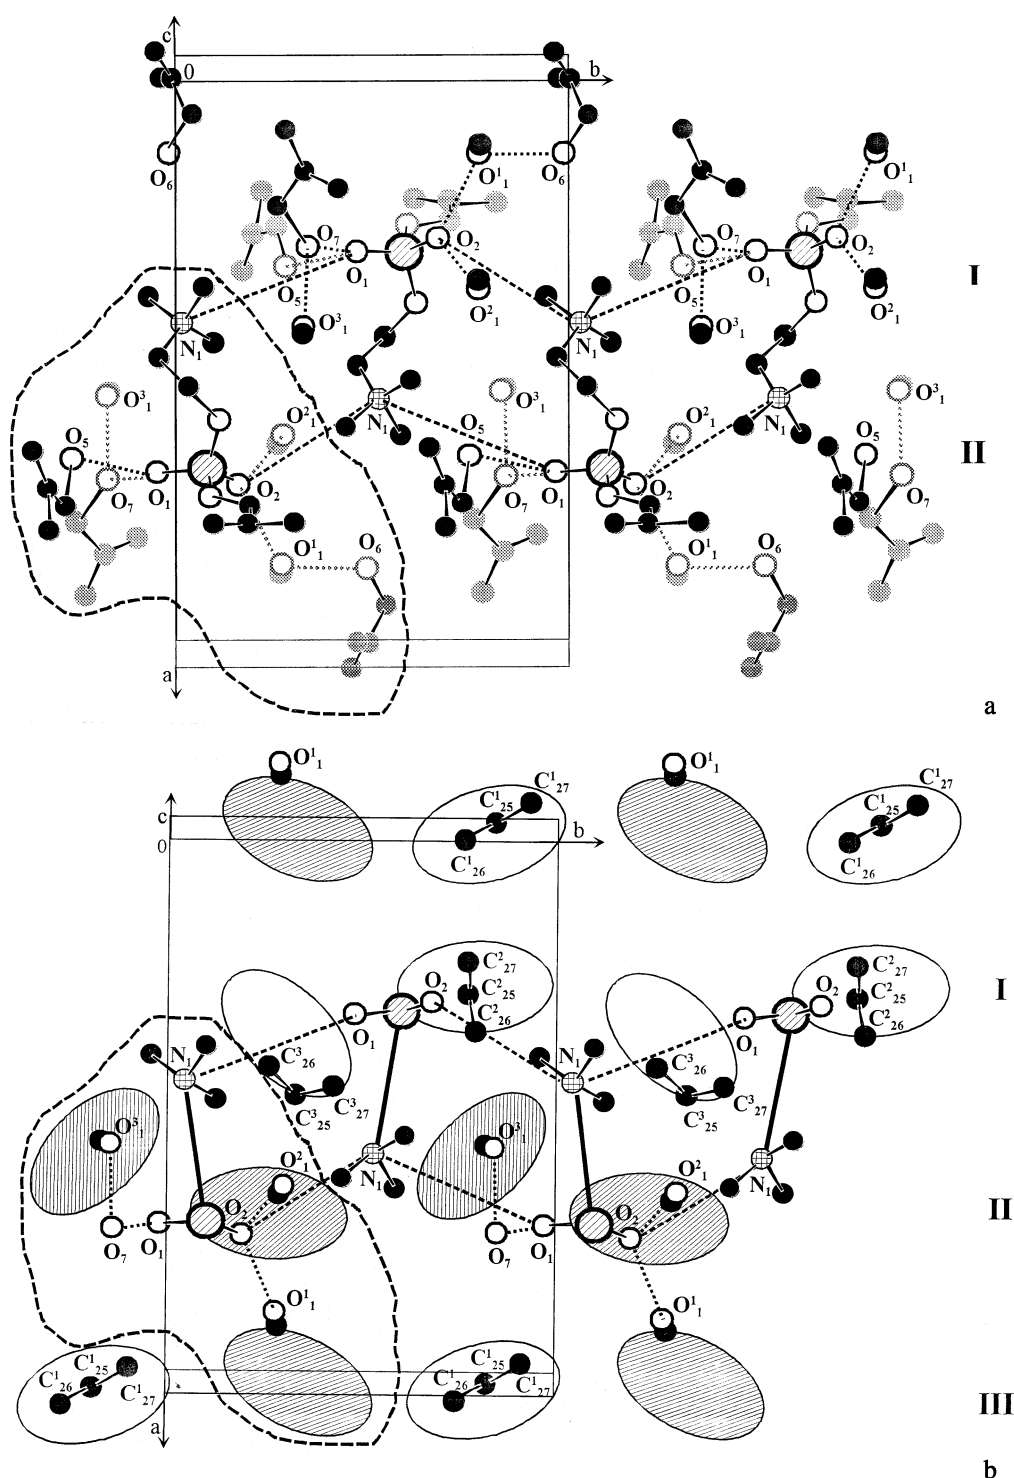 c
0 b
O₆ O¹₁ O₆ O¹₁
O₇ O₂ O₇ O₂
O₁ O₁
I
O₅ O₅
O³₁ O²₁ O³₁ O²₁
N₁ N₁
O³₁ O³₁ O³₁
O₅ O²₁ N₁ O₅ O²₁ N₁ O₅
II
O₇ O₁ O₂ O₇ O₁ O₂ O₇
O¹₁ O₆ O¹₁ O₆
a
a
O¹₁ O¹₁
C¹₂₇ C¹₂₇
c C¹₂₅ b C¹₂₅
0
C¹₂₆ C¹₂₆
C²₂₇ C²₂₇
O₂ C²₂₅ O₂ C²₂₅
I
C²₂₆ C²₂₆
O₁ O₁
N₁ C³₂₆ N₁ C³₂₆
C³₂₅ C³₂₇ C³₂₅ C³₂₇
O³₁ O³₁
N₁ N₁
O²₁ O²₁
II
O₂ O
O₇ O₁ O₇ O₁ O₂
O¹₁ O¹₁
C¹₂₅ C¹₂₅
C¹₂₆ C¹₂₇ C¹₂₆ C¹₂₇
III
a
b